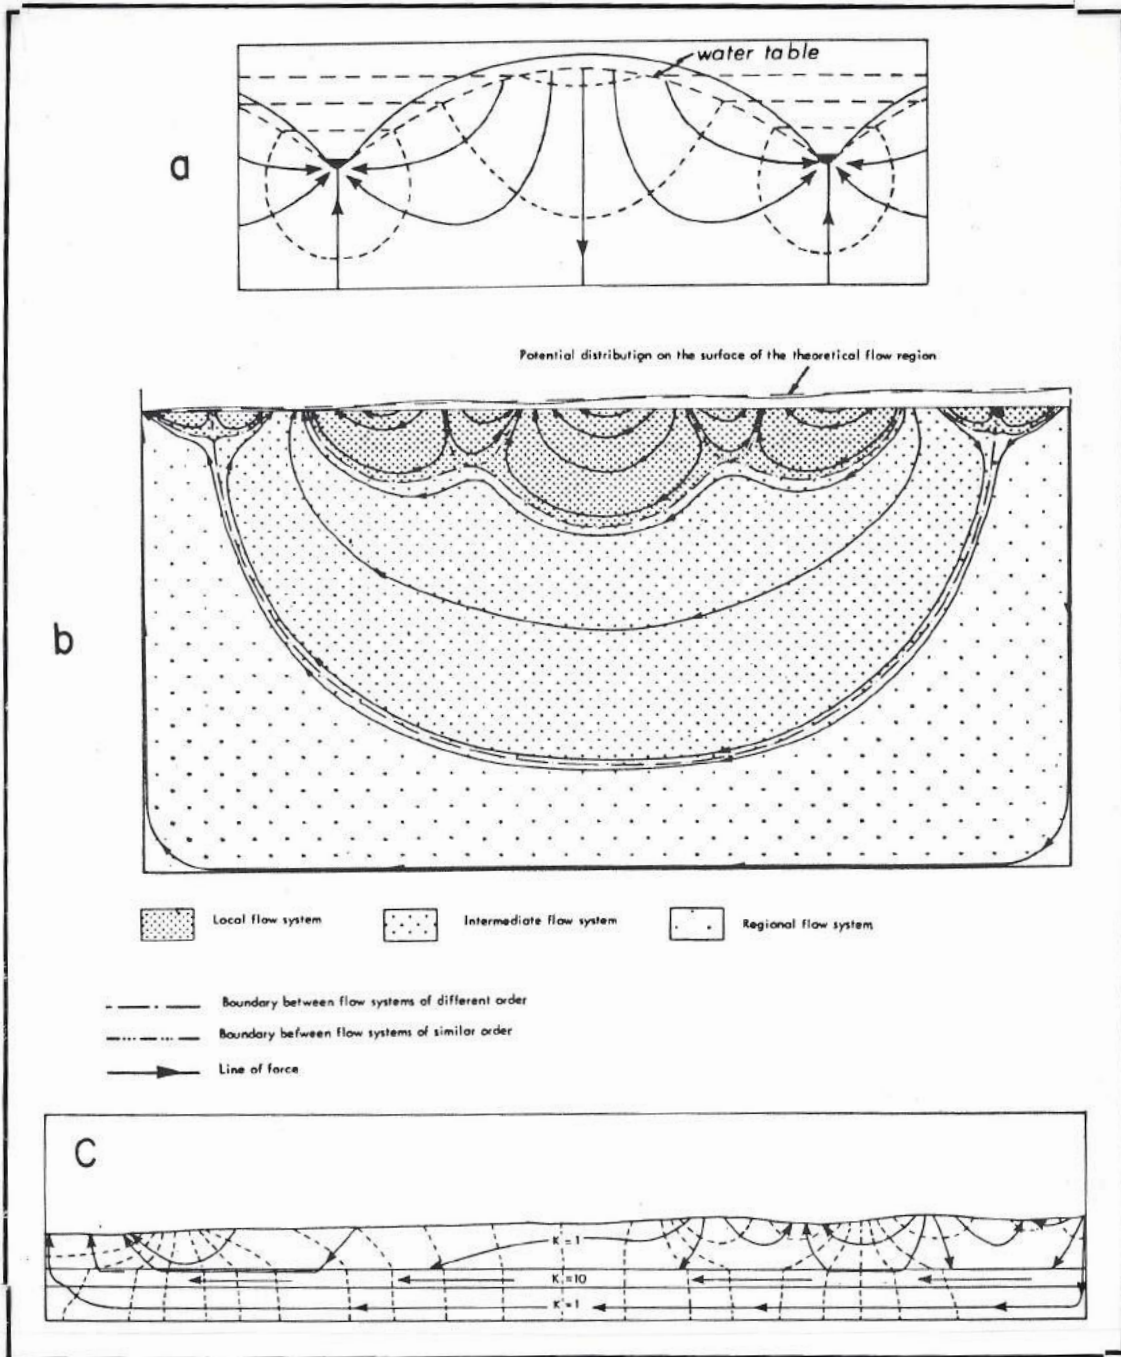 water table
a
Potential distribution on the surface of the theoretical flow region
b
Local flow system
Intermediate flow system
Regional flow system
Boundary between flow systems of different order
Boundary between flow systems of similar order
Line of force
C
K=1
K=10
K=1